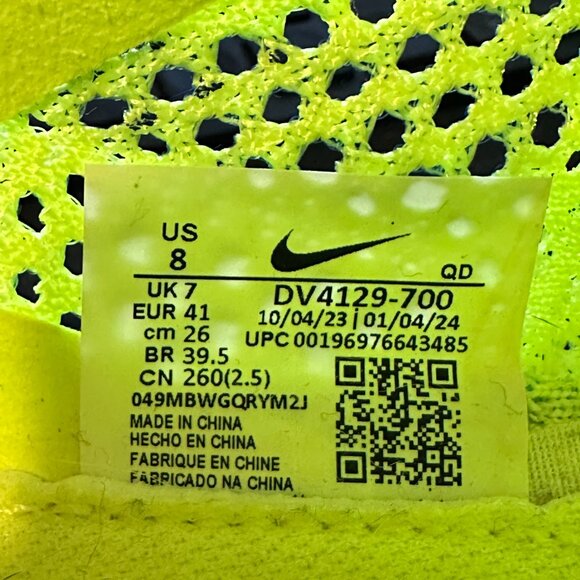 US
8
QD
UK 7
DV4129-700
EUR 41
10/04/23 | 01/04/24
cm 26
UPC 00196976643485
BR 39.5
CN 260(2.5)
049MBWGQRYM2J
MADE IN CHINA
HECHO EN CHINA
FABRIQUE EN CHINE
FABRICADO NA CHINA